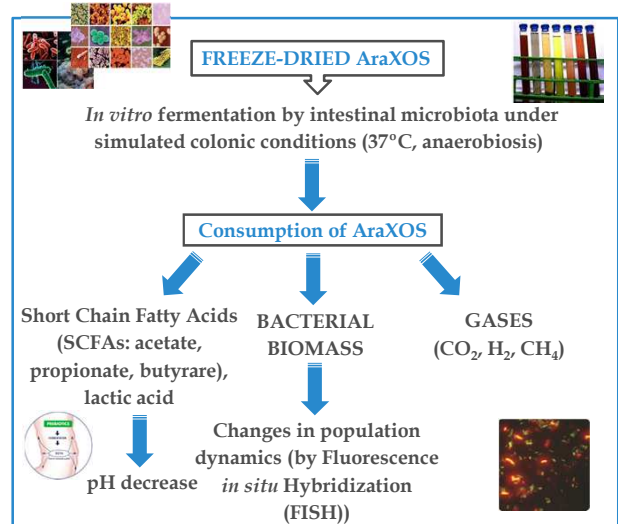 FREEZE-DRIED AraXOS
In vitro fermentation by intestinal microbiota under
simulated colonic conditions (37ºC, anaerobiosis)
Consumption of AraXOS
Short Chain Fatty Acids
(SCFAs: acetate,
propionate, butyrare),
lactic acid
BACTERIAL
BIOMASS
GASES
(CO₂, H₂, CH₄)
PROBIOTICS
pH decrease
Changes in population
dynamics (by Fluorescence
in situ Hybridization
(FISH))